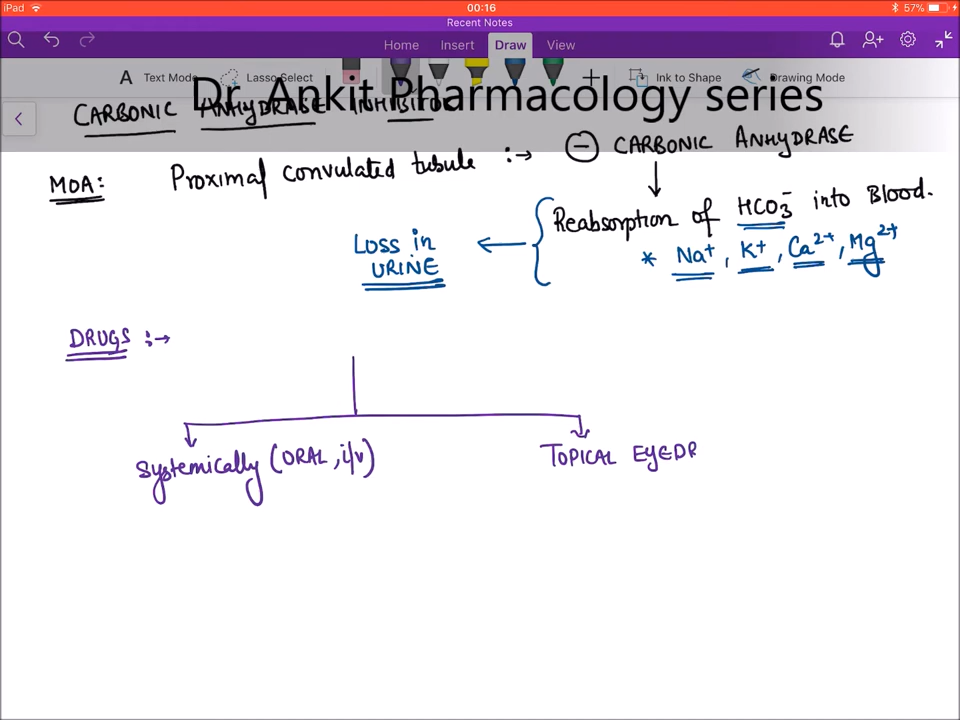 iPad 00:16 57%
Recent Notes
Home Insert Draw View
Text Mode Lasso Select Ink to Shape Drawing Mode
Dr. Ankit Pharmacology series
CARBONIC ANHYDRASE INHIBITOR
MOA: Proximal convulated tubule :→ ⊖ CARBONIC ANHYDRASE
Reabsorption of HCO3⁻ into Blood.
Loss in URINE
* Na⁺, K⁺, Ca²⁺, Mg²⁺
DRUGS :→
Systemically (ORAL, i/v) TOPICAL EYEDR